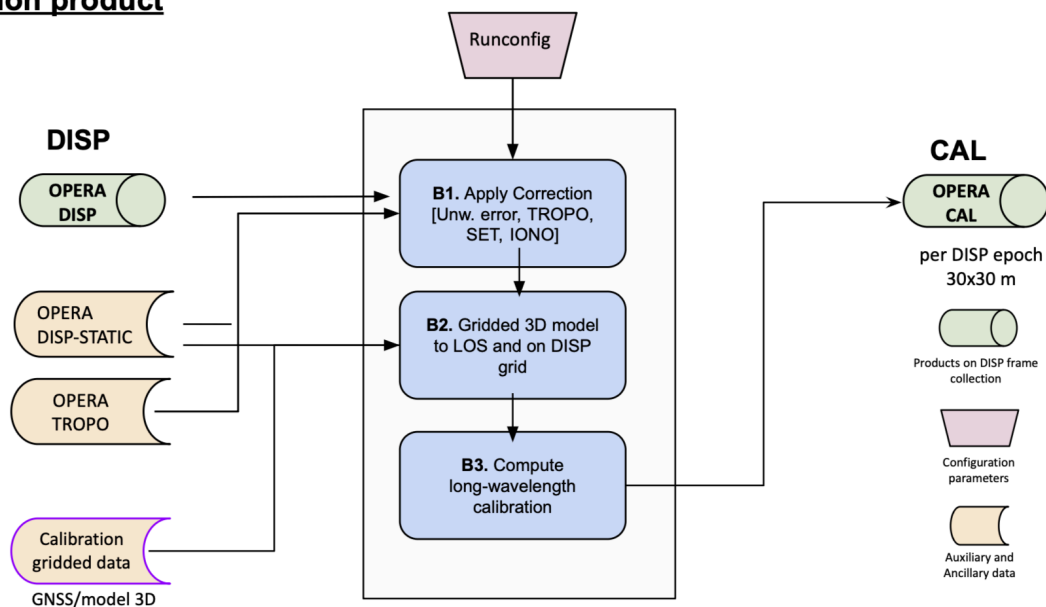 ion product
Runconfig
DISP
OPERA
DISP
OPERA
DISP-STATIC
OPERA
TROPO
Calibration
gridded data
GNSS/model 3D
B1. Apply Correction
[Unw. error, TROPO,
SET, IONO]
B2. Gridded 3D model
to LOS and on DISP
grid
B3. Compute
long-wavelength
calibration
CAL
OPERA
CAL
per DISP epoch
30x30 m
Products on DISP frame
collection
Configuration
parameters
Auxiliary and
Ancillary data